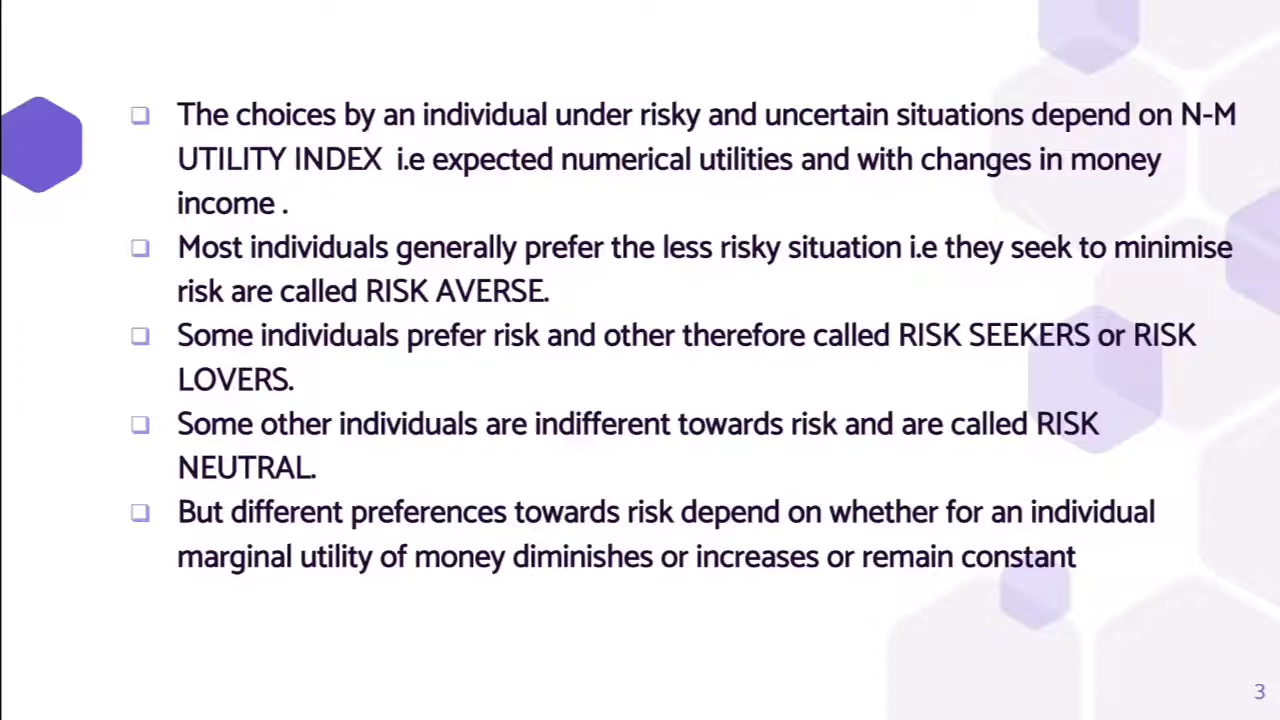 The choices by an individual under risky and uncertain situations depend on N-M
UTILITY INDEX i.e expected numerical utilities and with changes in money
income .
Most individuals generally prefer the less risky situation i.e they seek to minimise
risk are called RISK AVERSE.
Some individuals prefer risk and other therefore called RISK SEEKERS or RISK
LOVERS.
Some other individuals are indifferent towards risk and are called RISK
NEUTRAL.
But different preferences towards risk depend on whether for an individual
marginal utility of money diminishes or increases or remain constant
3